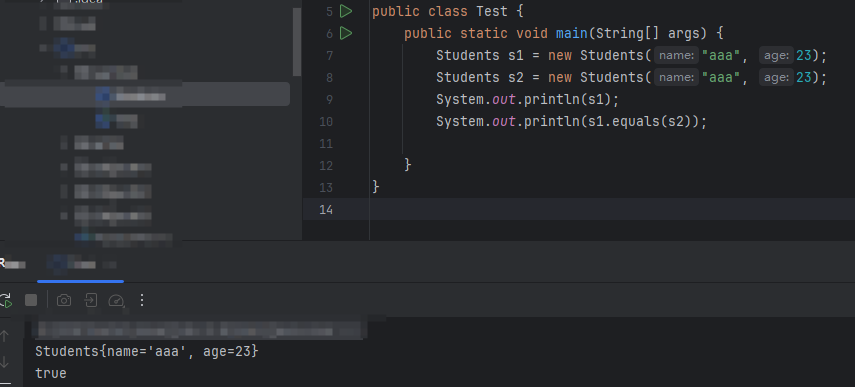 5 public class Test {
6 public static void main(String[] args) {
7 Students s1 = new Students( name: "aaa", age: 23);
8 Students s2 = new Students( name: "aaa", age: 23);
9 System.out.println(s1);
10 System.out.println(s1.equals(s2));
11
12 }
13 }
14
Students{name='aaa', age=23}
true